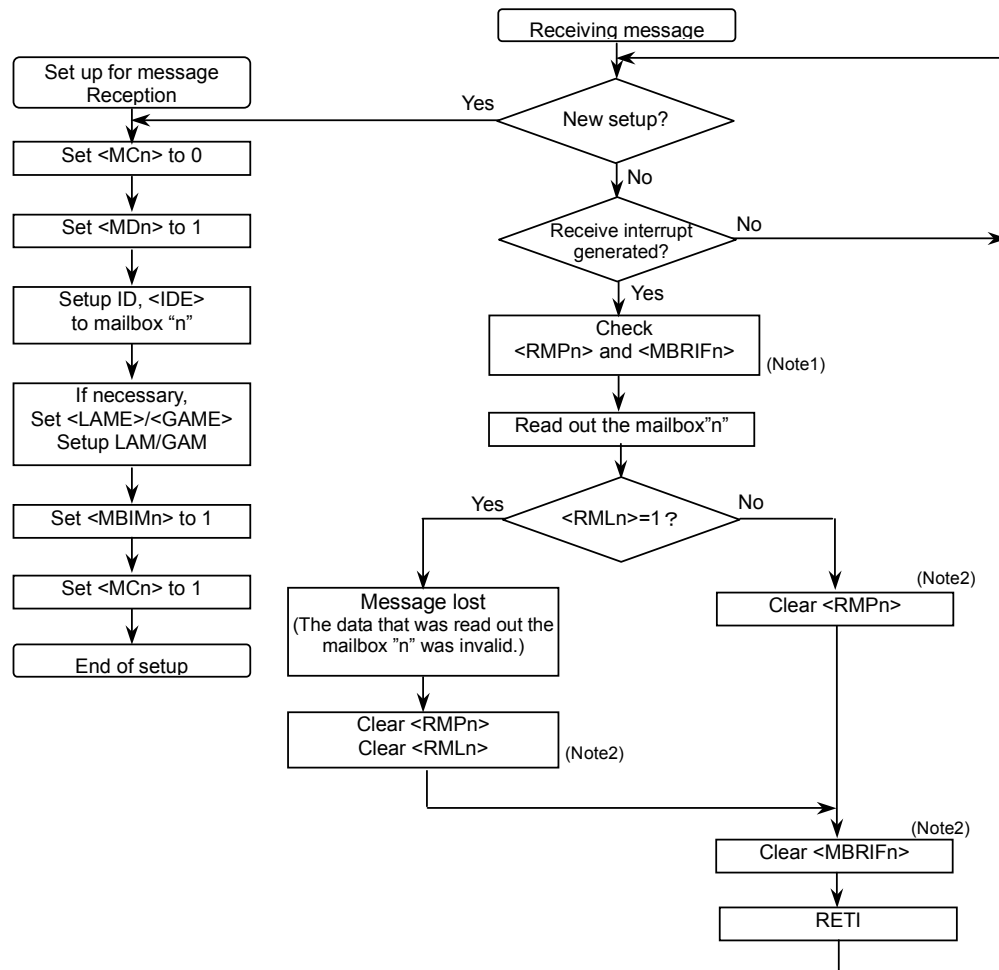 Receiving message
Set up for message
Reception
Yes
New setup?
Set <MCn> to 0
No
Set <MDn> to 1
Receive interrupt
generated?
No
Yes
Setup ID, <IDE>
to mailbox “n”
Check
<RMPn> and <MBRIFn>
(Note1)
If necessary,
Set <LAME>/<GAME>
Setup LAM/GAM
Read out the mailbox"n"
Yes
No
Set <MBIMn> to 1
<RMLn>=1？
Set <MCn> to 1
(Note2)
Message lost
(The data that was read out the
mailbox ”n” was invalid.)
Clear <RMPn>
End of setup
Clear <RMPn>
Clear <RMLn>
(Note2)
(Note2)
Clear <MBRIFn>
RETI